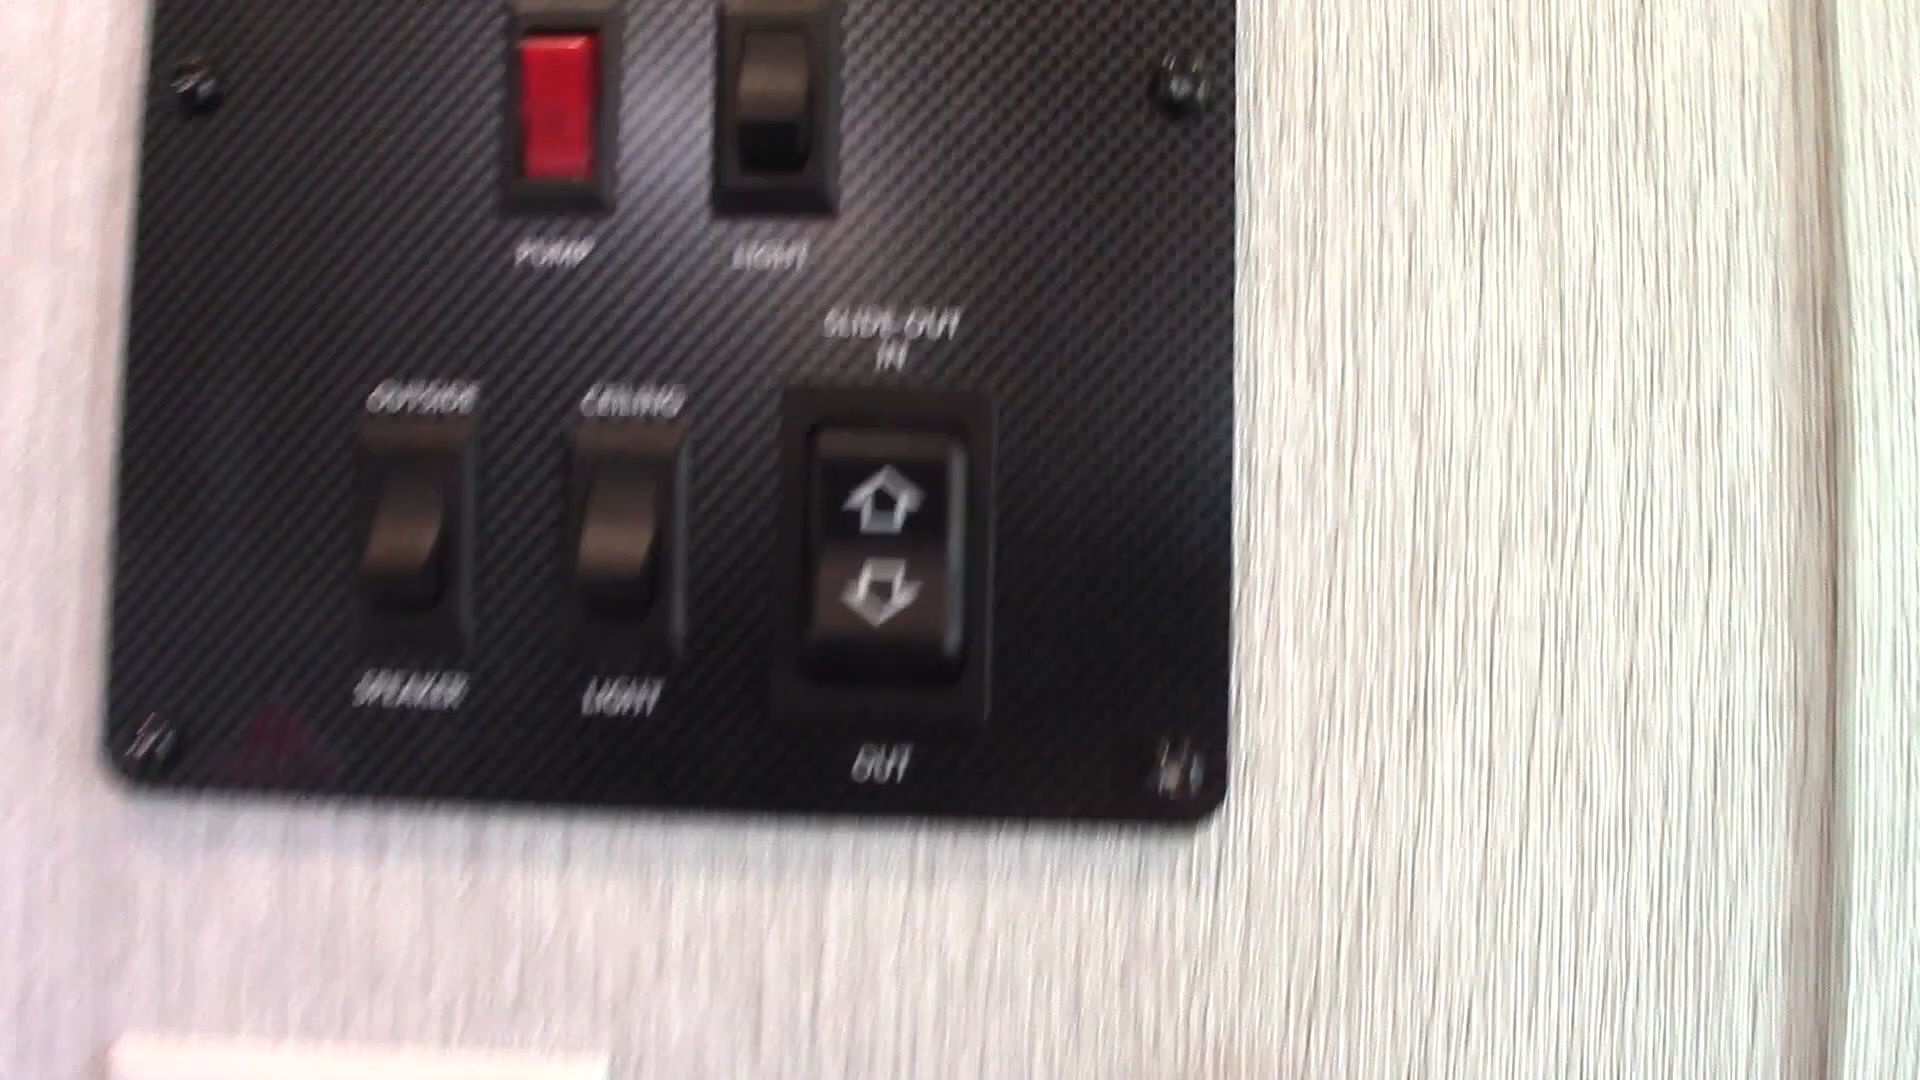 PUMP
LIGHT
SLIDE-OUT
IN
OUTSIDE
CEILING
SPEAKER
LIGHT
OUT